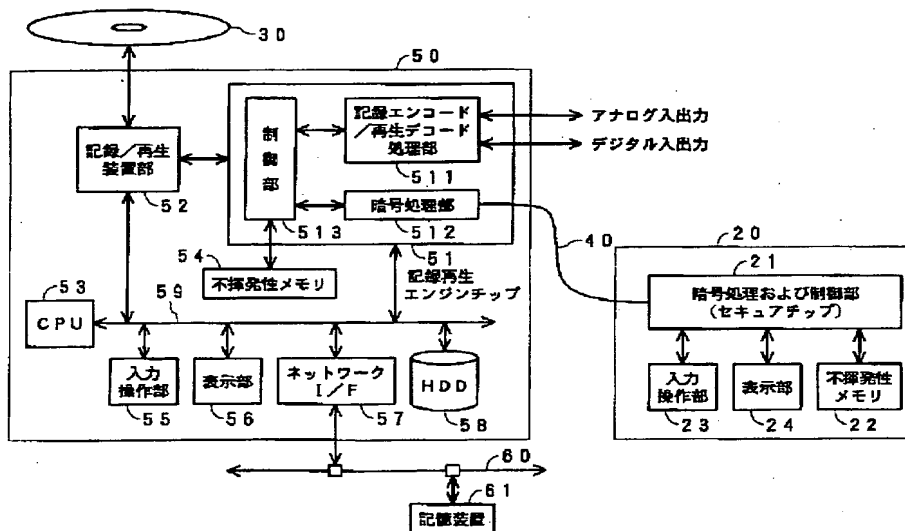 30
50
制
御
部
513
記録エンコード
/再生デコード
処理部
511
アナログ入出力
デジタル入出力
記録/再生
装置部
52
暗号処理部
512
51
記録再生
エンジンチップ
54
不揮発性メモリ
53
CPU
59
入力
操作部
55
表示部
56
ネットワーク
I/F
57
HDD
58
40
20
21
暗号処理および制御部
(セキュアチップ)
入力
操作部
23
表示部
24
不揮発性
メモリ
22
60
61
記憶装置